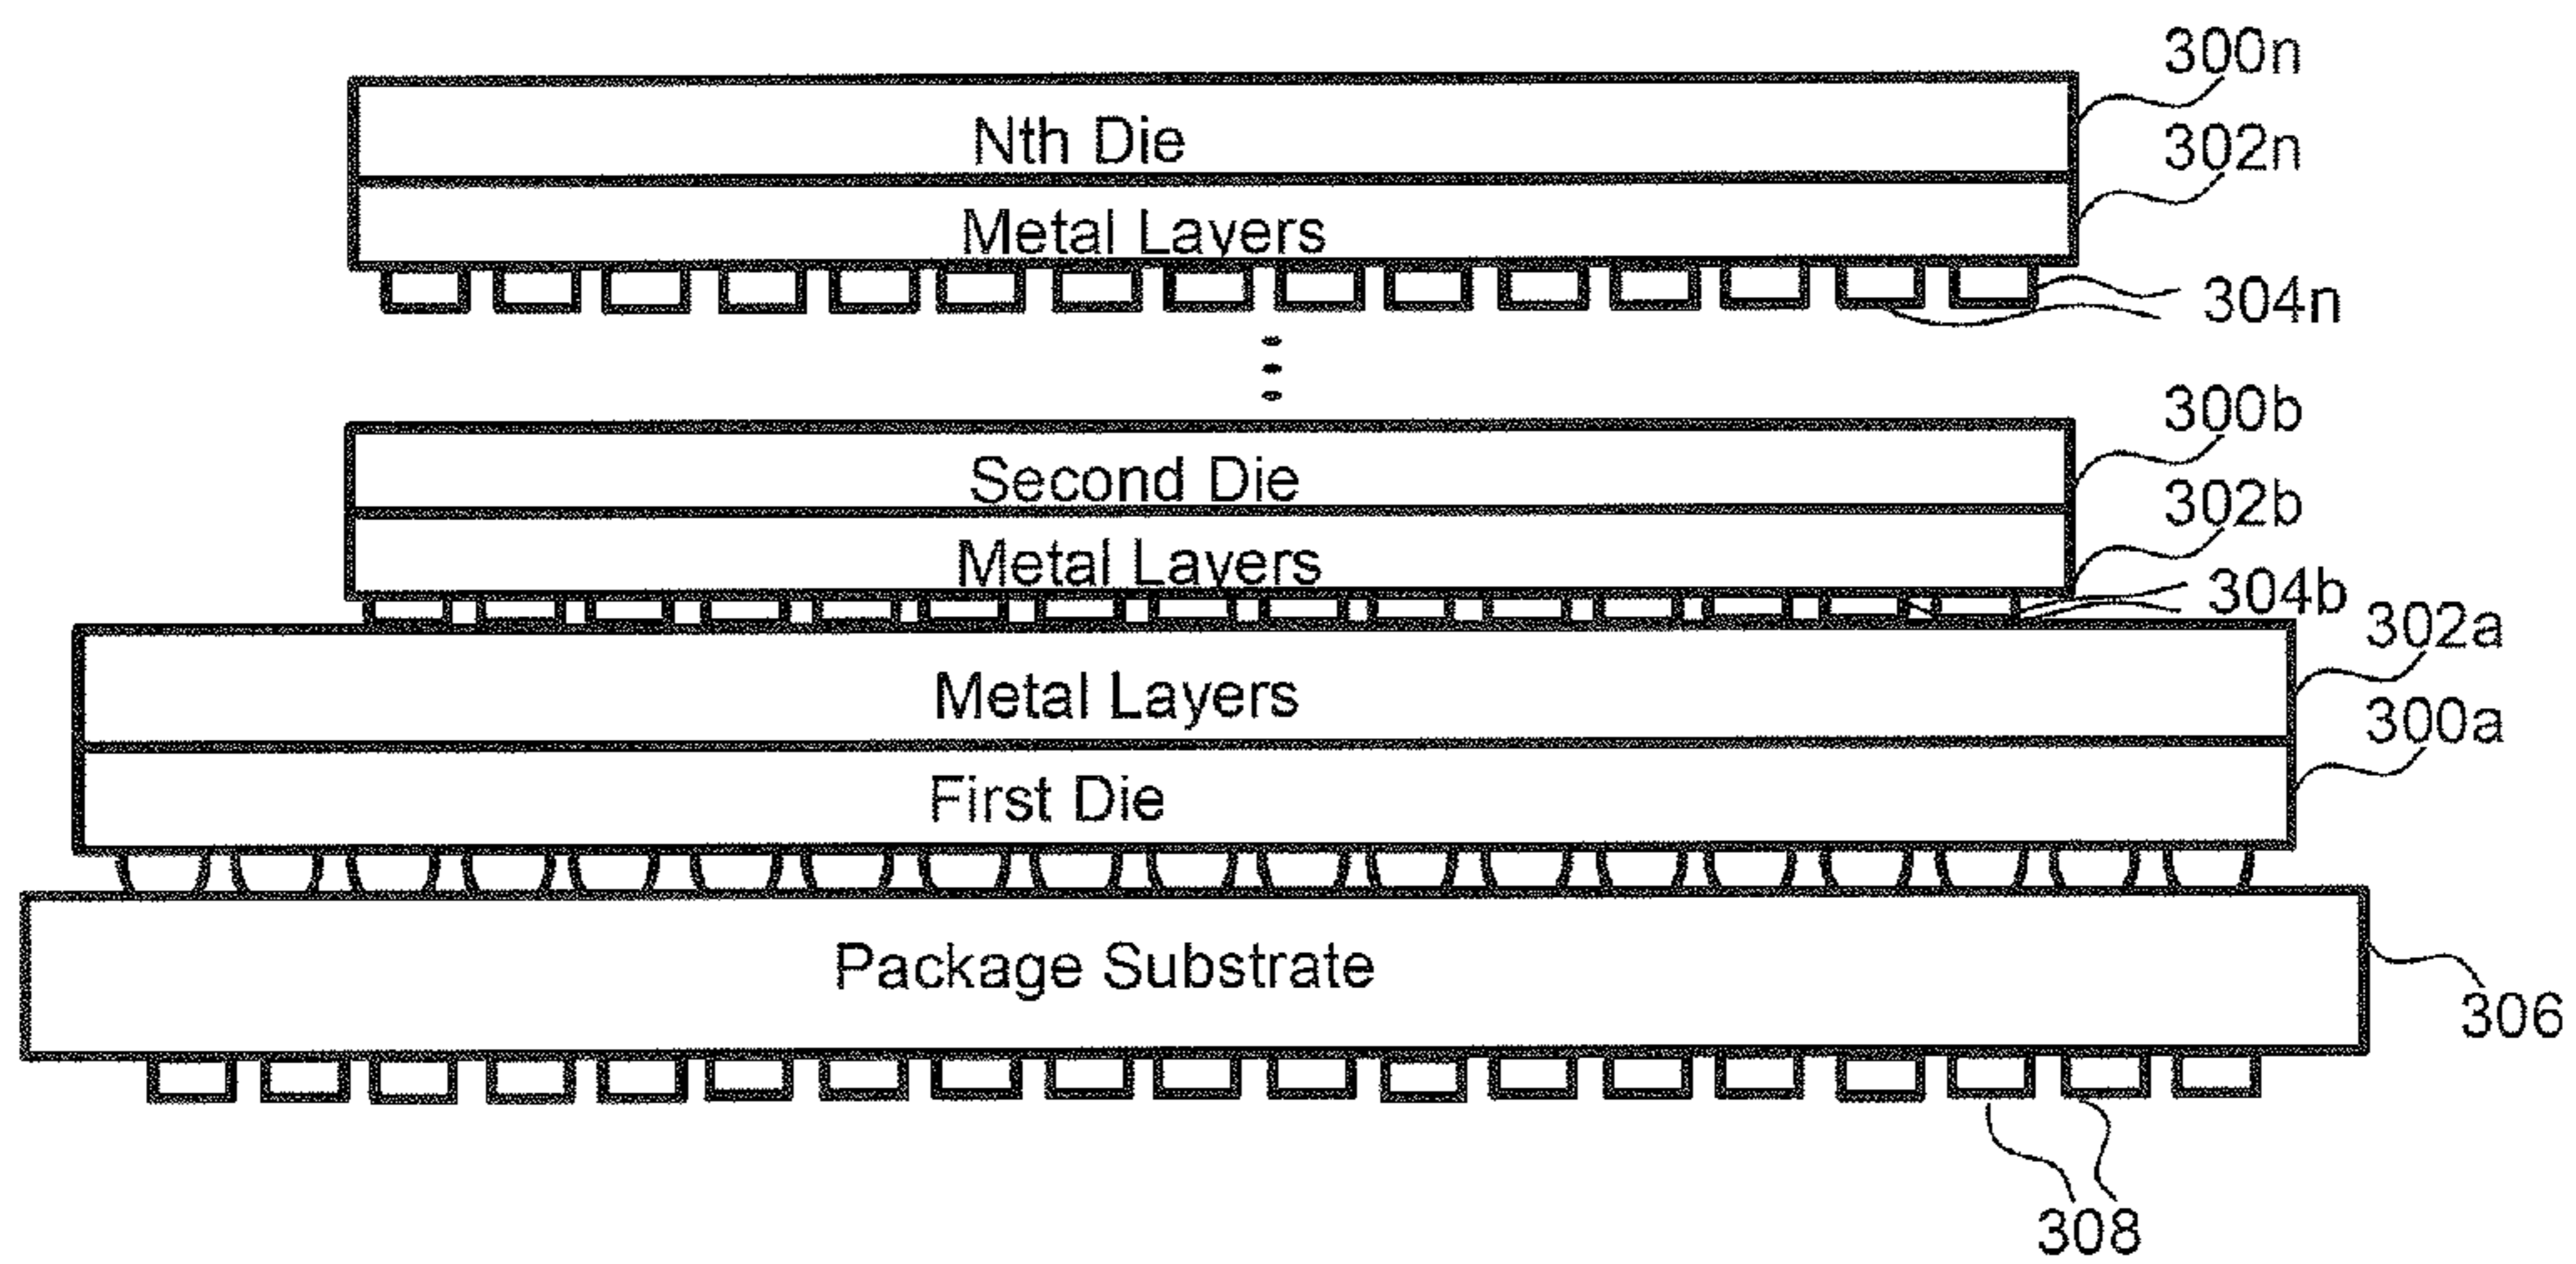 300n
Nth Die
302n
Metal Layers
304n
300b
Second Die
302b
Metal Layers
304b
302a
Metal Layers
300a
First Die
Package Substrate
306
308